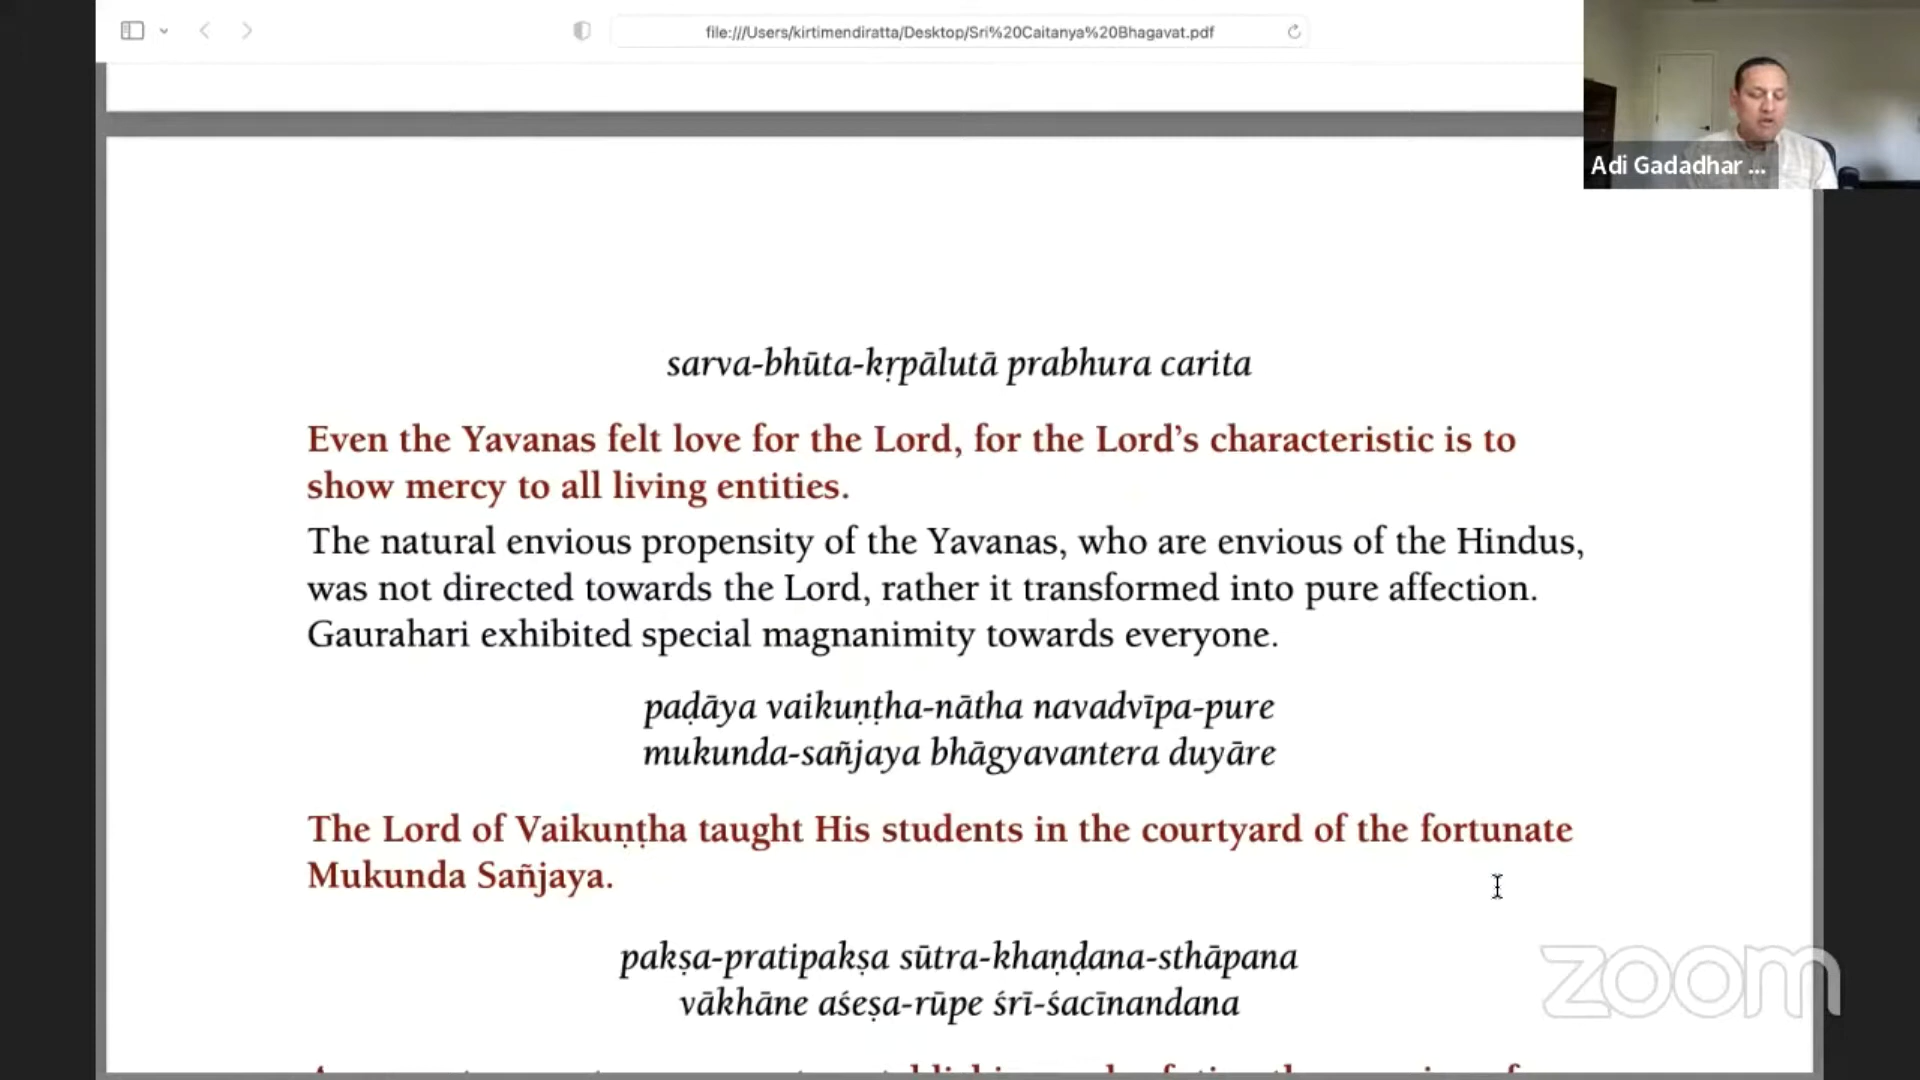 file:///Users/kirtimendiratta/Desktop/Sri%20Caitanya%20Bhagavat.pdf
Adi Gadadhar ...
sarva-bhūta-kṛpālutā prabhura carita
Even the Yavanas felt love for the Lord, for the Lord’s characteristic is to
show mercy to all living entities.
The natural envious propensity of the Yavanas, who are envious of the Hindus,
was not directed towards the Lord, rather it transformed into pure affection.
Gaurahari exhibited special magnanimity towards everyone.
paḍāya vaikuṇṭha-nātha navadvīpa-pure
mukunda-sañjaya bhāgyavantera duyāre
The Lord of Vaikuṇṭha taught His students in the courtyard of the fortunate
Mukunda Sañjaya.
pakṣa-pratipakṣa sūtra-khaṇḍana-sthāpana
vākhāne aśeṣa-rūpe śrī-śacīnandana
zoom